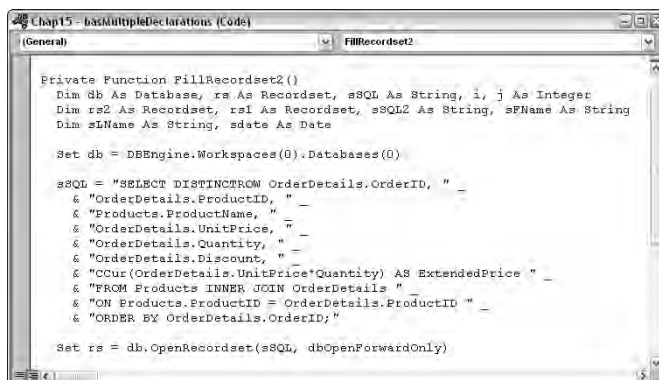 Chap15 - basMultipleDeclarations (Code)
(General) FillRecordset2
Private Function FillRecordset2()
Dim db As Database, rs As Recordset, sSQL As String, i, j As Integer
Dim rs2 As Recordset, rs1 As Recordset, sSQL2 As String, sFName As String
Dim sLName As String, sdate As Date
Set db = DBEngine.Workspaces(0).Databases(0)
sSQL = "SELECT DISTINCTROW OrderDetails.OrderID, " _
& "OrderDetails.ProductID, " _
& "Products.ProductName, " _
& "OrderDetails.UnitPrice, " _
& "OrderDetails.Quantity, " _
& "OrderDetails.Discount, " _
& "CCur(OrderDetails.UnitPrice*Quantity) AS ExtendedPrice " _
& "FROM Products INNER JOIN OrderDetails " _
& "ON Products.ProductID = OrderDetails.ProductID " _
& "ORDER BY OrderDetails.OrderID;"
Set rs = db.OpenRecordset(sSQL, dbOpenForwardOnly)